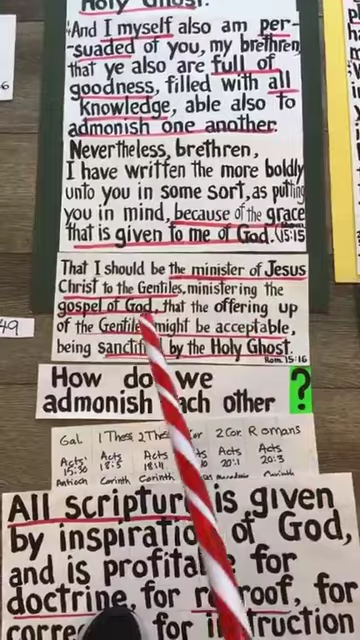 Holy Ghost.
And I myself also am per-
suaded of you, my brethren,
that ye also are full of
goodness, filled with all
knowledge, able also to
admonish one another.
Nevertheless, brethren,
I have written the more boldly
unto you in some sort, as putting
you in mind, because of the grace
that is given to me of God. 15:15
That I should be the minister of Jesus
Christ to the Gentiles, ministering the
gospel of God, that the offering up
of the Gentile might be acceptable,
being sanctifi by the Holy Ghost.
Rom. 15:16
49
How do we
admonish each other ?
Gal 1 Thes 2 Thes or 2 Cor Romans
Acts 15:30 Acts 18:5 Acts 18:11 Acts 20:1 Acts 20:3
Antioch Corinth Corinth Corinth
All scripture is given
by inspiration of God,
and is profitable for
doctrine, for reproof, for
corre for instruction